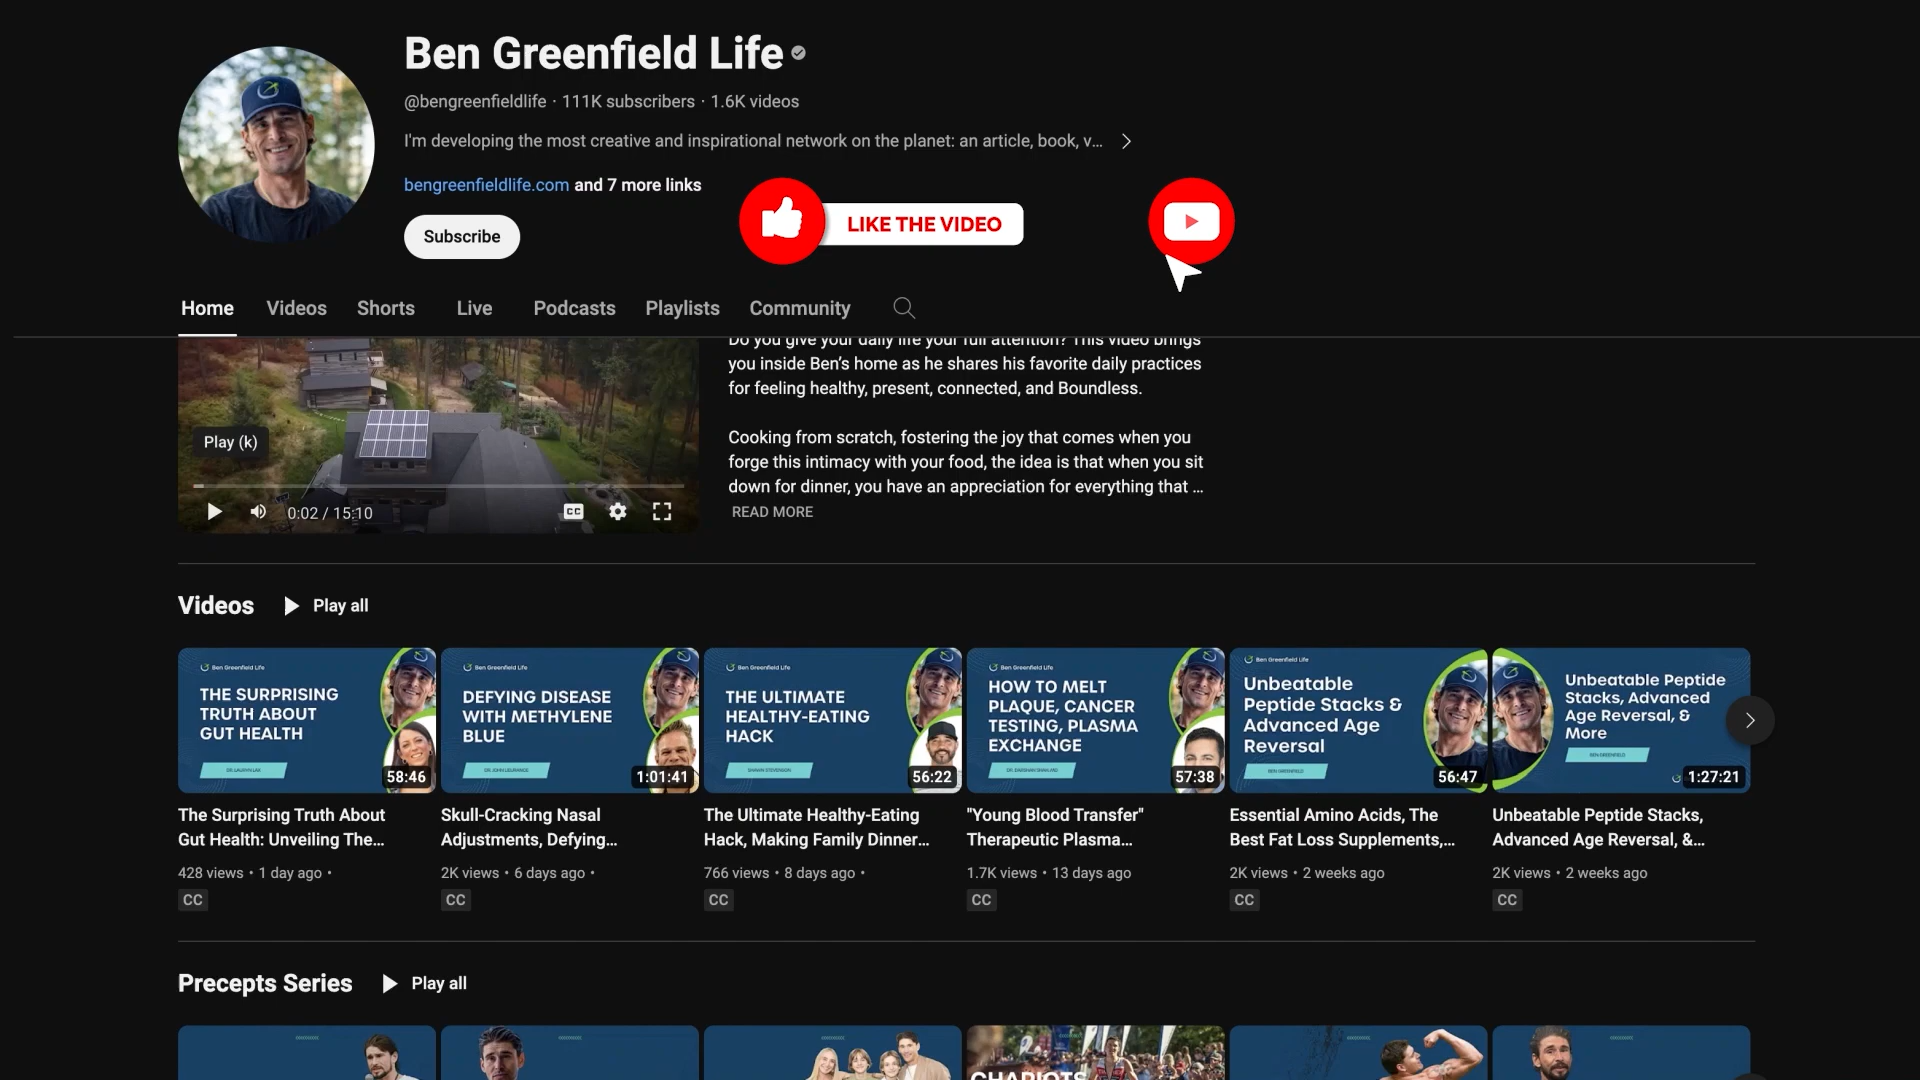 Ben Greenfield Life
@bengreenfieldlife · 111K subscribers · 1.6K videos
I'm developing the most creative and inspirational network on the planet: an article, book, v...
bengreenfieldlife.com and 7 more links
Subscribe
LIKE THE VIDEO
Home Videos Shorts Live Podcasts Playlists Community
Do you give your daily life your full attention? This video brings
you inside Ben's home as he shares his favorite daily practices
for feeling healthy, present, connected, and Boundless.
Cooking from scratch, fostering the joy that comes when you
forge this intimacy with your food, the idea is that when you sit
down for dinner, you have an appreciation for everything that ...
READ MORE
Play (k)
0:02 / 15:10
CC
Videos
Play all
Ben Greenfield Life
THE SURPRISING
TRUTH ABOUT
GUT HEALTH
58:46
The Surprising Truth About
Gut Health: Unveiling The...
428 views • 1 day ago •
CC
Ben Greenfield Life
DEFYING DISEASE
WITH METHYLENE
BLUE
1:01:41
Skull-Cracking Nasal
Adjustments, Defying...
2K views • 6 days ago •
CC
Ben Greenfield Life
THE ULTIMATE
HEALTHY-EATING
HACK
SHAWN STEVENSON
56:22
The Ultimate Healthy-Eating
Hack, Making Family Dinner...
766 views • 8 days ago •
CC
Ben Greenfield Life
HOW TO MELT
PLAQUE, CANCER
TESTING, PLASMA
EXCHANGE
57:38
"Young Blood Transfer"
Therapeutic Plasma...
1.7K views • 13 days ago
CC
Ben Greenfield Life
Unbeatable
Peptide Stacks &
Advanced Age
Reversal
BEN GREENFIELD
56:47
Essential Amino Acids, The
Best Fat Loss Supplements,...
2K views • 2 weeks ago
CC
Unbeatable Peptide
Stacks, Advanced
Age Reversal, &
More
BEN GREENFIELD
1:27:21
Unbeatable Peptide Stacks,
Advanced Age Reversal, &...
2K views • 2 weeks ago
CC
Precepts Series
Play all
CHARIOTS